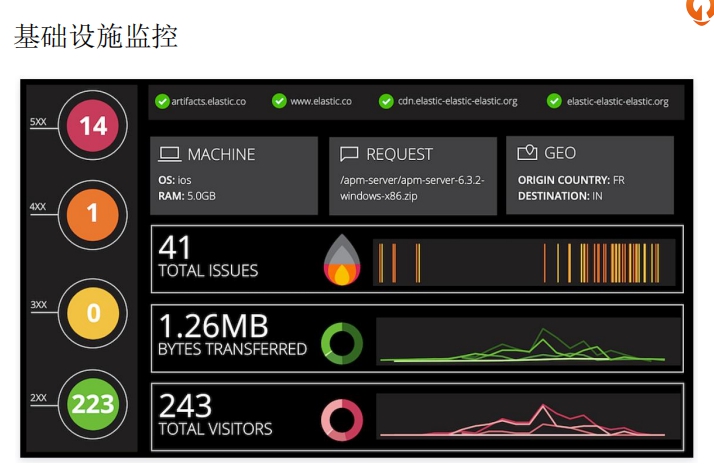 基础设施监控
5XX
14
4XX
1
3XX
0
2XX
223
artifacts.elastic.co
www.elastic.co
cdn.elastic-elastic-elastic.org
elastic-elastic-elastic.org
MACHINE
OS: ios
RAM: 5.0GB
REQUEST
/apm-server/apm-server-6.3.2-
windows-x86.zip
GEO
ORIGIN COUNTRY: FR
DESTINATION: IN
41
TOTAL ISSUES
1.26MB
BYTES TRANSFERRED
243
TOTAL VISITORS